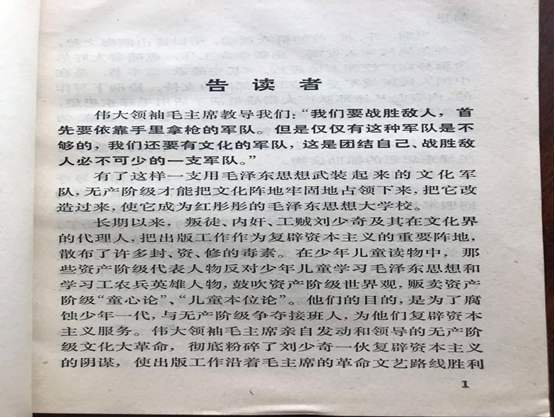 告读者
伟大领袖毛主席教导我们：“我们要战胜敌人，首
先要依靠手里拿枪的军队。但是仅仅有这种军队是不
够的，我们还要有文化的军队，这是团结自己、战胜敌
人必不可少的一支军队。”
有了这样一支用毛泽东思想武装起来的文化军
队，无产阶级才能把文化阵地牢固地占领下来，把它改
造过来，使它成为红彤彤的毛泽东思想大学校。
长期以来，叛徒、内奸、工贼刘少奇及其在文化界
的代理人，把出版工作作为复辟资本主义的重要阵地，
散布了许多封、资、修的毒素。在少年儿童读物中，那
些资产阶级代表人物反对少年儿童学习毛泽东思想和
学习工农兵英雄人物，鼓吹资产阶级世界观，贩卖资产
阶级“童心论”、“儿童本位论”。他们的目的，是为了腐
蚀少年一代，与无产阶级争夺接班人，为他们复辟资本
主义服务。伟大领袖毛主席亲自发动和领导的无产阶
级文化大革命，彻底粉碎了刘少奇一伙复辟资本主义
的阴谋，使出版工作沿着毛主席的革命文艺路线胜利
1